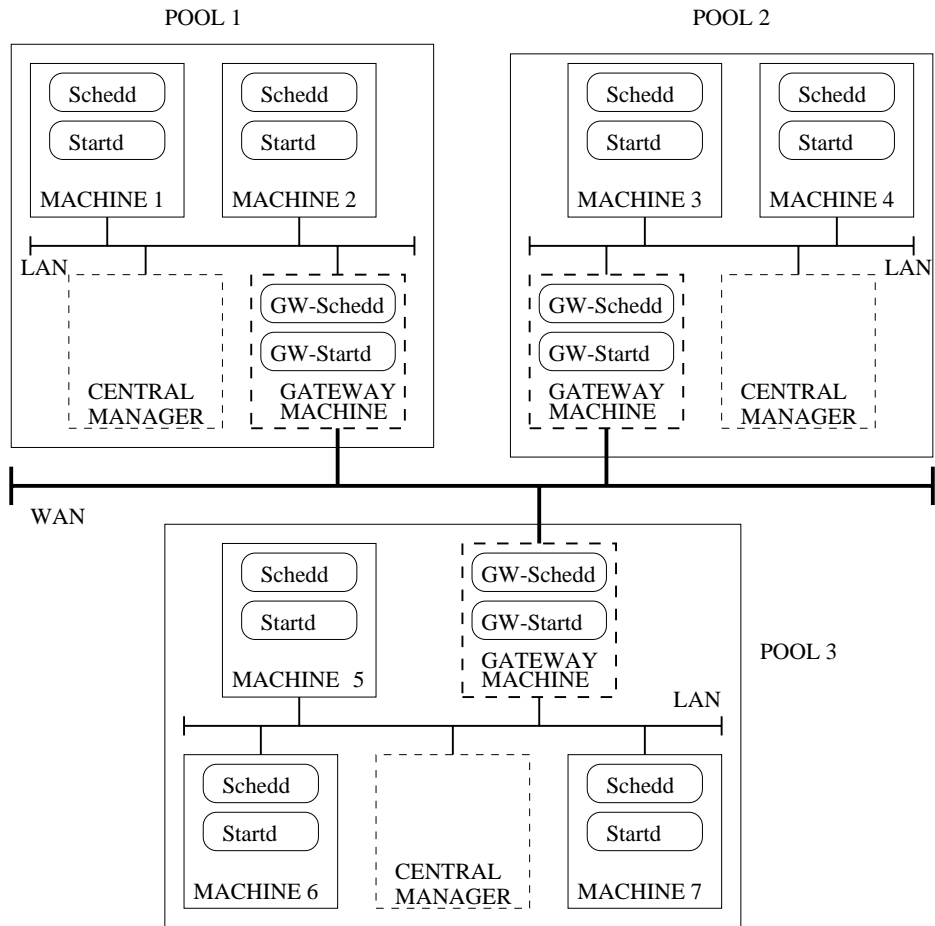 POOL 1
POOL 2
Schedd
Startd
MACHINE 1
Schedd
Startd
MACHINE 2
Schedd
Startd
MACHINE 3
Schedd
Startd
MACHINE 4
LAN
CENTRAL
MANAGER
GW-Schedd
GW-Startd
GATEWAY
MACHINE
GW-Schedd
GW-Startd
GATEWAY
MACHINE
LAN
CENTRAL
MANAGER
WAN
Schedd
Startd
MACHINE 5
GW-Schedd
GW-Startd
GATEWAY
MACHINE
POOL 3
LAN
Schedd
Startd
MACHINE 6
CENTRAL
MANAGER
Schedd
Startd
MACHINE 7